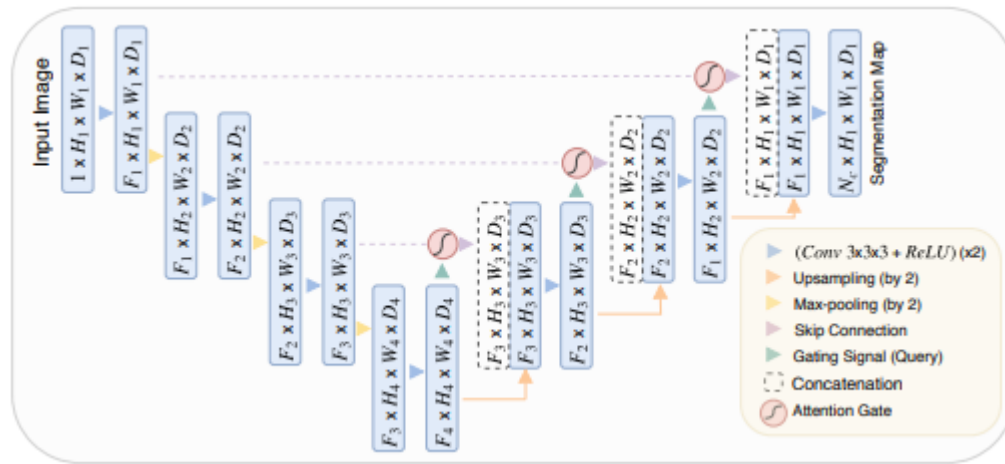 Input Image
1 x H₁ x W₁ x D₁
F₁ x H₁ x W₁ x D₁
F₁ x H₂ x W₂ x D₂
F₂ x H₂ x W₂ x D₂
F₂ x H₃ x W₃ x D₃
F₃ x H₃ x W₃ x D₃
F₃ x H₄ x W₄ x D₄
F₄ x H₄ x W₄ x D₄
F₃ x H₃ x W₃ x D₃
F₃ x H₃ x W₃ x D₃
F₂ x H₃ x W₃ x D₃
F₂ x H₂ x W₂ x D₂
F₂ x H₂ x W₂ x D₂
F₁ x H₂ x W₂ x D₂
F₁ x H₁ x W₁ x D₁
F₁ x H₁ x W₁ x D₁
N꜀ x H₁ x W₁ x D₁
Segmentation Map
(Conv 3x3x3 + ReLU) (x2)
Upsampling (by 2)
Max-pooling (by 2)
Skip Connection
Gating Signal (Query)
Concatenation
Attention Gate